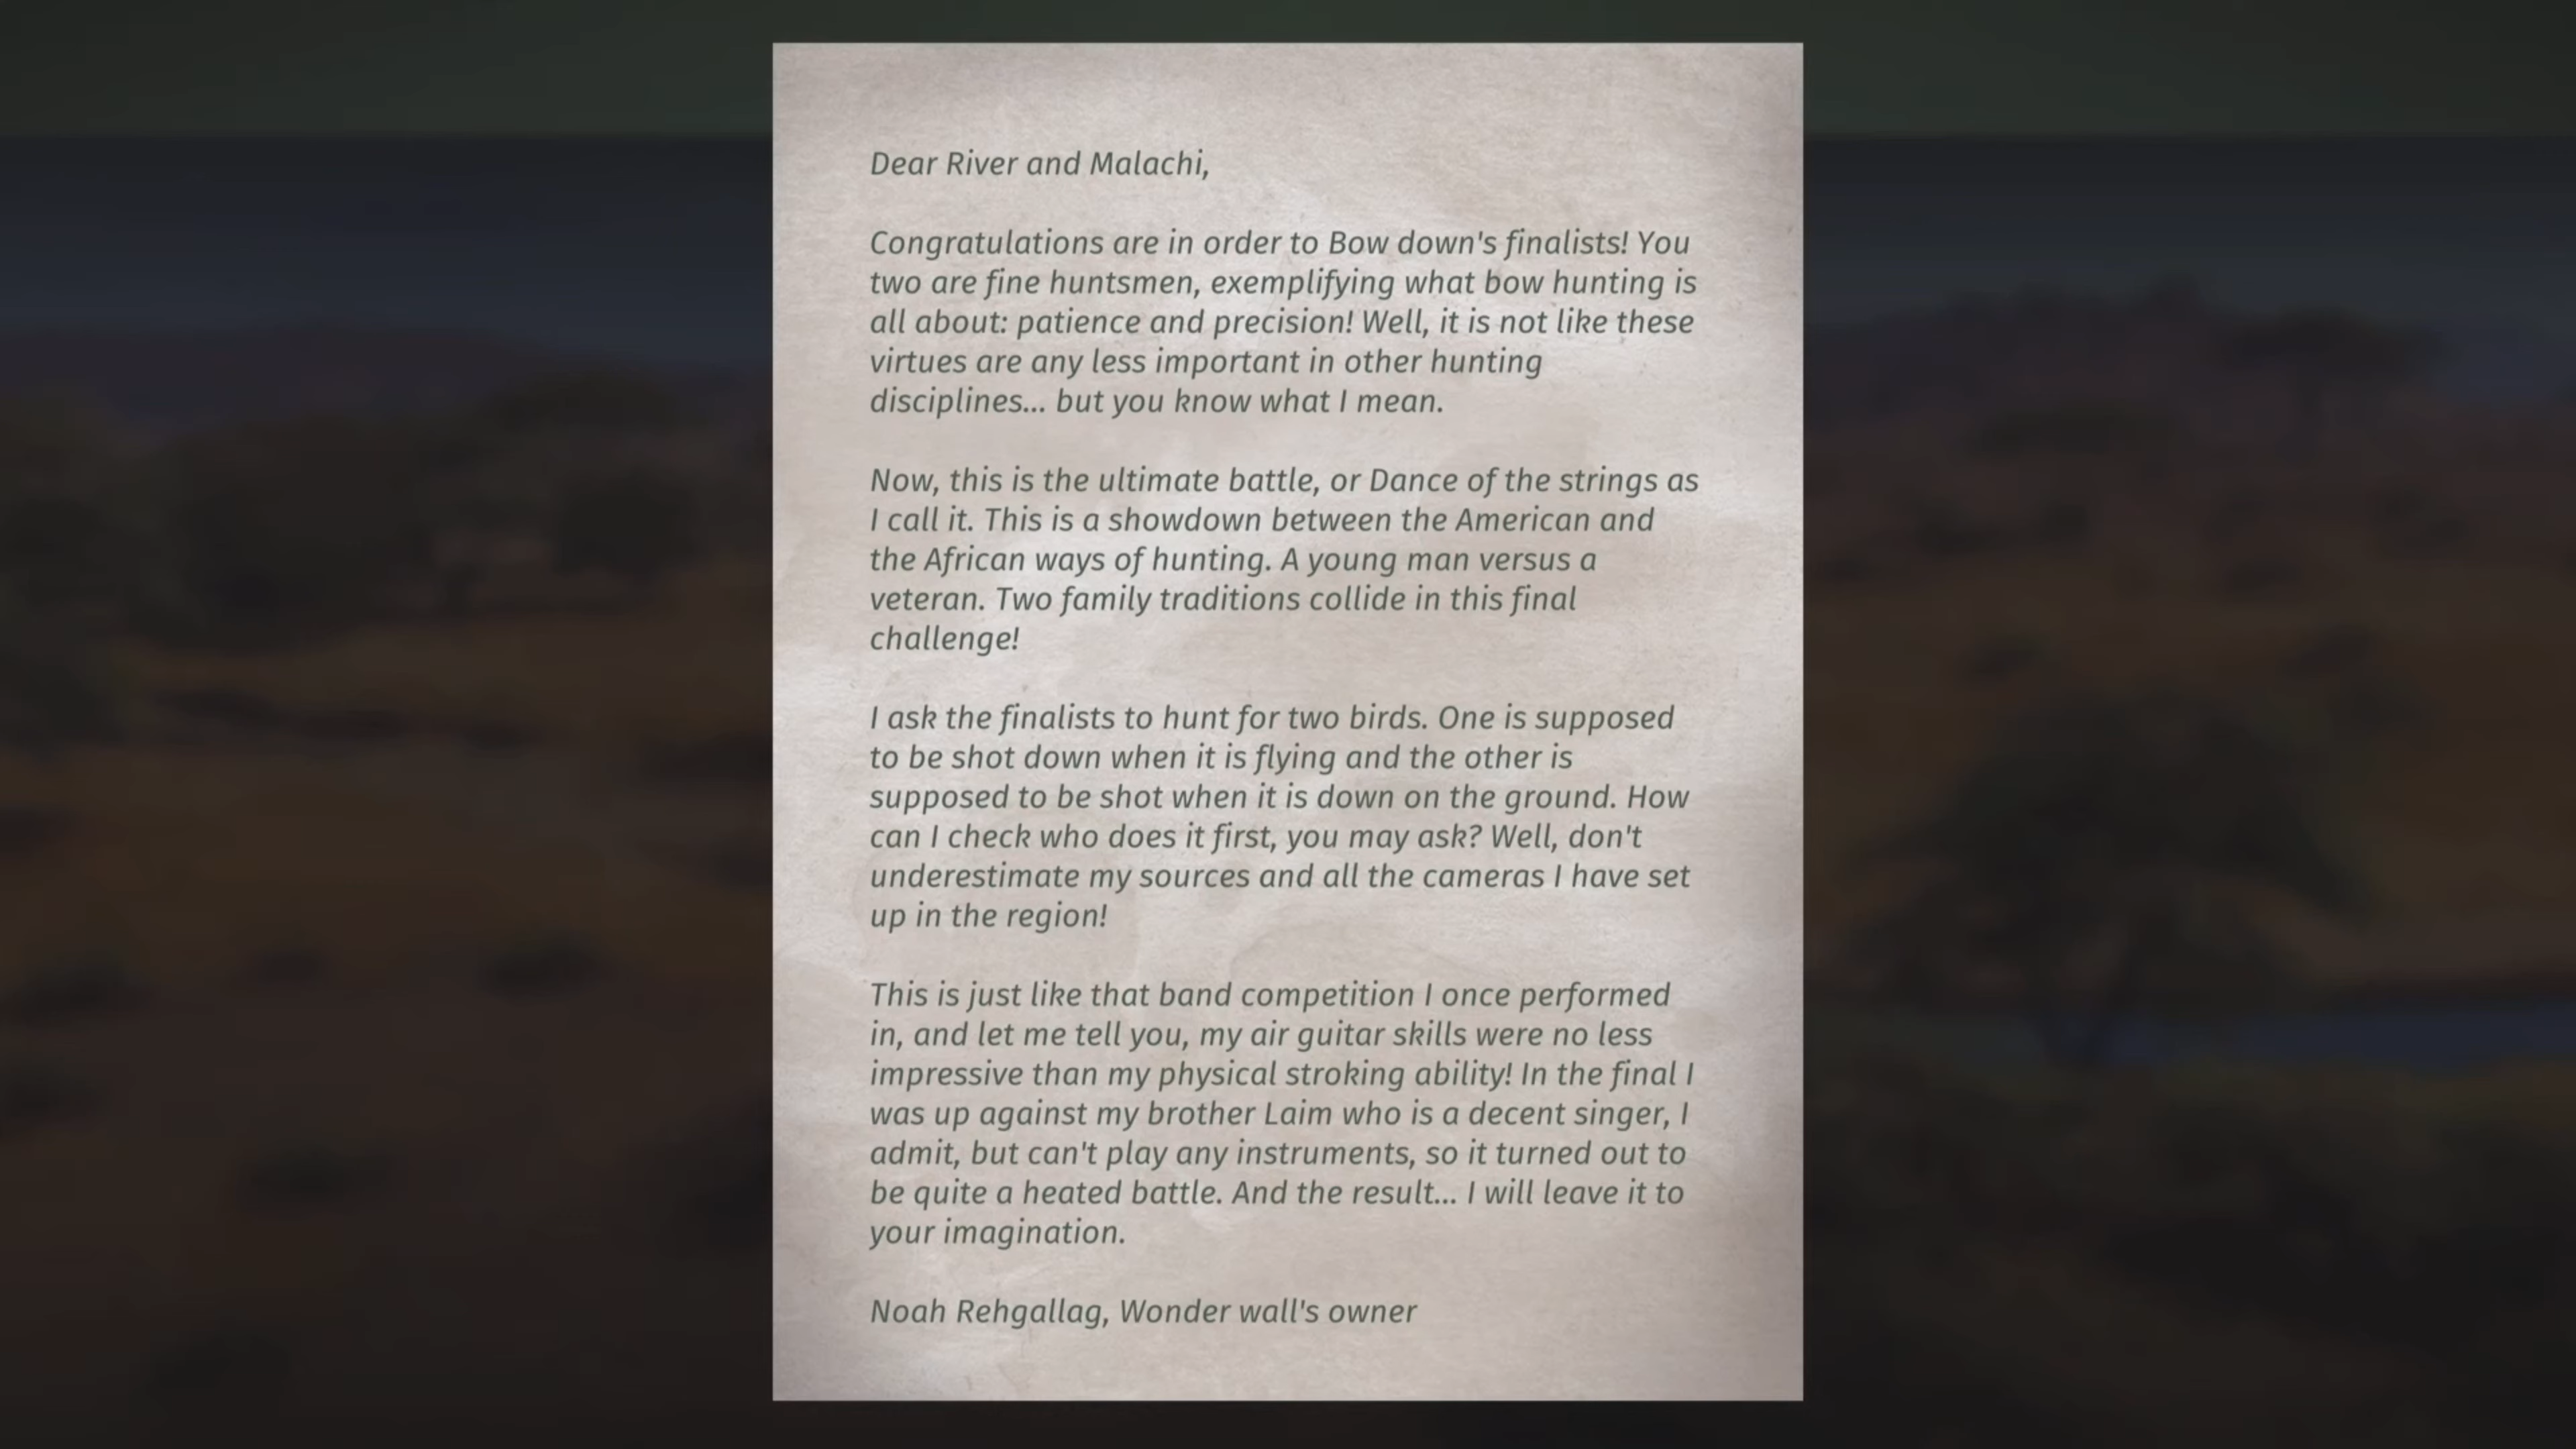 Dear River and Malachi,
Congratulations are in order to Bow down's finalists! You
two are fine huntsmen, exemplifying what bow hunting is
all about: patience and precision! Well, it is not like these
virtues are any less important in other hunting
disciplines... but you know what I mean.
Now, this is the ultimate battle, or Dance of the strings as
I call it. This is a showdown between the American and
the African ways of hunting. A young man versus a
veteran. Two family traditions collide in this final
challenge!
I ask the finalists to hunt for two birds. One is supposed
to be shot down when it is flying and the other is
supposed to be shot when it is down on the ground. How
can I check who does it first, you may ask? Well, don't
underestimate my sources and all the cameras I have set
up in the region!
This is just like that band competition I once performed
in, and let me tell you, my air guitar skills were no less
impressive than my physical stroking ability! In the final I
was up against my brother Laim who is a decent singer, I
admit, but can't play any instruments, so it turned out to
be quite a heated battle. And the result... I will leave it to
your imagination.
Noah Rehgallag, Wonder wall's owner